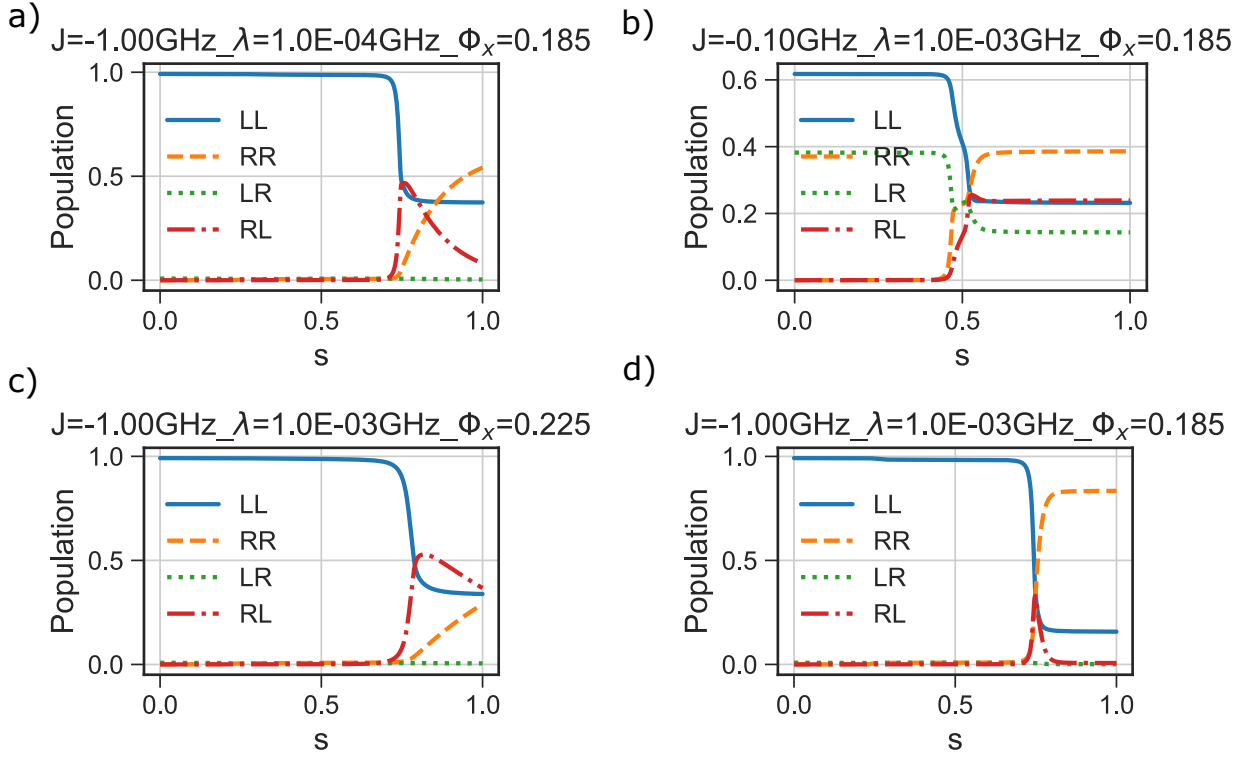 a)
J=-1.00GHz_λ=1.0E-04GHz_Φx=0.185
Population
1.0
0.5
0.0
LL
RR
LR
RL
0.0 0.5 1.0
s
b)
J=-0.10GHz_λ=1.0E-03GHz_Φx=0.185
Population
0.6
0.4
0.2
0.0
LL
RR
LR
RL
0.0 0.5 1.0
s
c)
J=-1.00GHz_λ=1.0E-03GHz_Φx=0.225
Population
1.0
0.5
0.0
LL
RR
LR
RL
0.0 0.5 1.0
s
d)
J=-1.00GHz_λ=1.0E-03GHz_Φx=0.185
Population
1.0
0.5
0.0
LL
RR
LR
RL
0.0 0.5 1.0
s